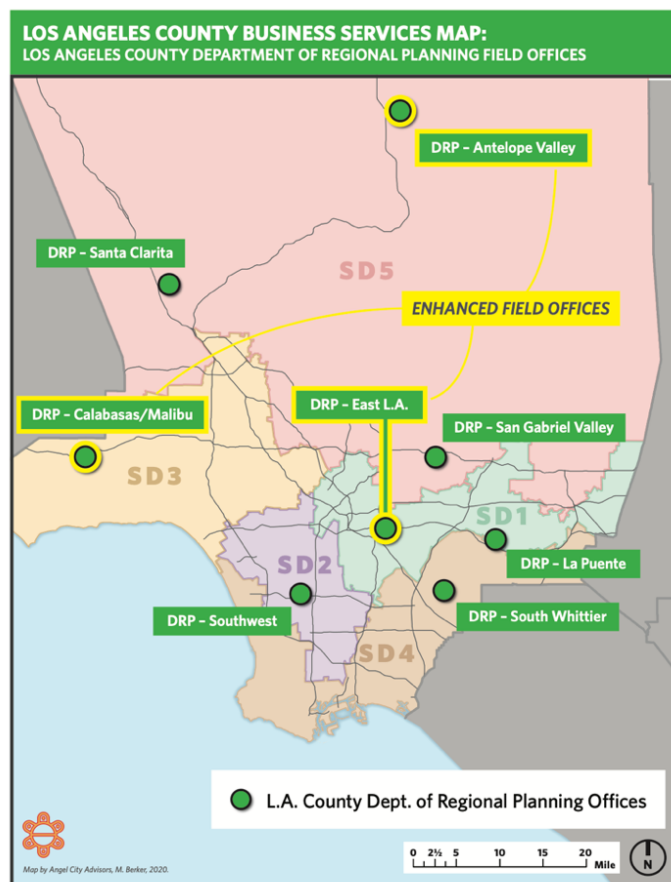 LOS ANGELES COUNTY BUSINESS SERVICES MAP:
LOS ANGELES COUNTY DEPARTMENT OF REGIONAL PLANNING FIELD OFFICES
DRP – Antelope Valley
DRP – Santa Clarita
SD5
ENHANCED FIELD OFFICES
DRP – Calabasas/Malibu
DRP – East L.A.
DRP – San Gabriel Valley
SD3
SD1
SD2
DRP – La Puente
DRP – Southwest
DRP – South Whittier
SD4
L.A. County Dept. of Regional Planning Offices
0 2½ 5 10 15 20
Mile
N
Map by Angel City Advisors, M. Berker, 2020.